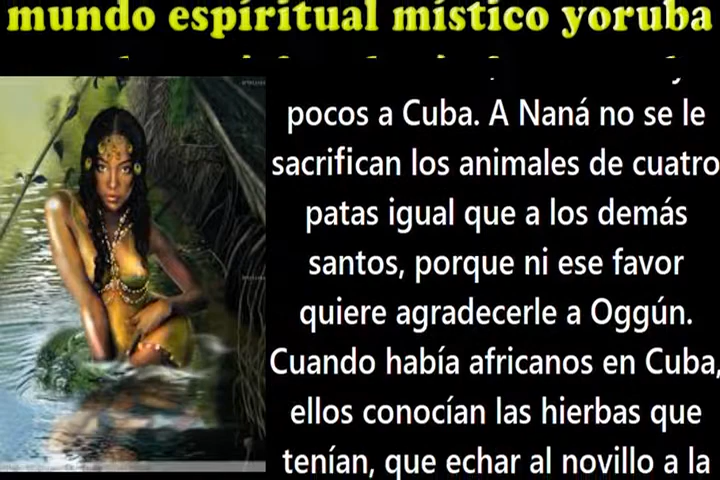 mundo espíritual místico yoruba
pocos a Cuba. A Naná no se le
sacrifican los animales de cuatro
patas igual que a los demás
santos, porque ni ese favor
quiere agradecerle a Oggún.
Cuando había africanos en Cuba,
ellos conocían las hierbas que
tenían, que echar al novillo a la